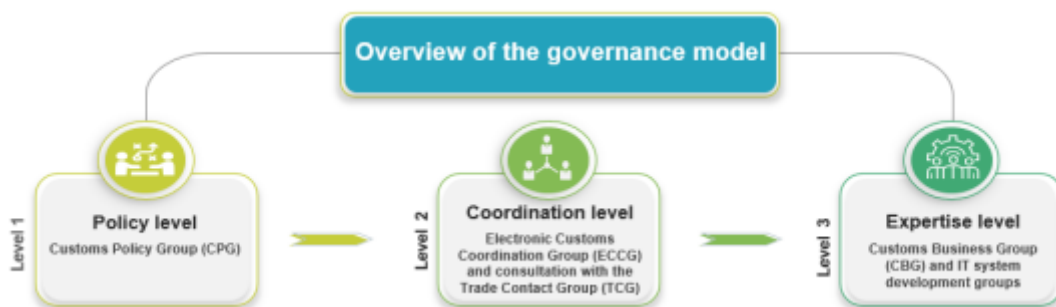 Overview of the governance model
Level 1
Policy level
Customs Policy Group (CPG)
Level 2
Coordination level
Electronic Customs
Coordination Group (ECCG)
and consultation with the
Trade Contact Group (TCG)
Level 3
Expertise level
Customs Business Group
(CBG) and IT system
development groups